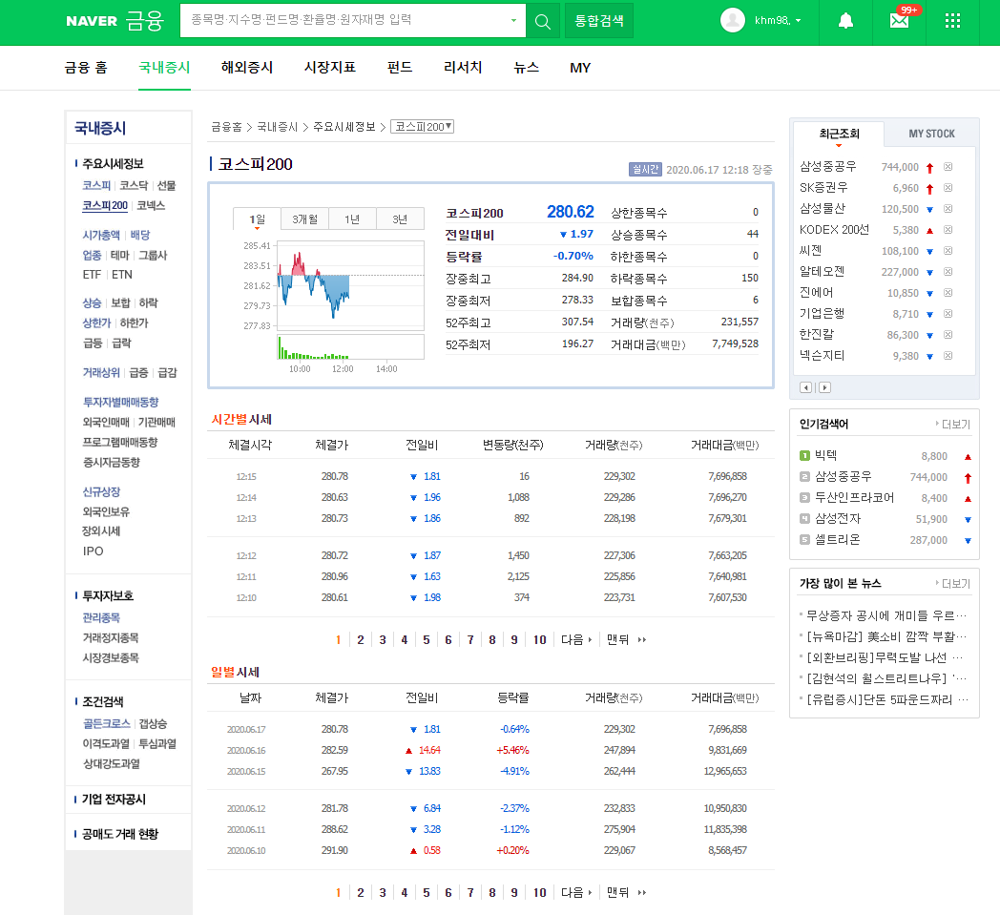 NAVER 금융
종목명·지수명·펀드명·환율명·원자재명 입력
통합검색
khm98..
99+
금융 홈 국내증시 해외증시 시장지표 펀드 리서치 뉴스 MY
국내증시
주요시세정보
코스피 코스닥 선물
코스피200 코넥스
시가총액 배당
업종 테마 그룹사
ETF ETN
상승 보합 하락
상한가 하한가
급등 급락
거래상위 급증 급감
투자자별매매동향
외국인매매 기관매매
프로그램매매동향
증시자금동향
신규상장
외국인보유
장외시세
IPO
투자자보호
관리종목
거래정지종목
시장경보종목
조건검색
골든크로스 갭상승
이격도과열 투심과열
상대강도과열
기업 전자공시
공매도 거래 현황
금융홈 > 국내증시 > 주요시세정보 > 코스피200▼
코스피200
실시간 2020.06.17 12:18 장중
1일 3개월 1년 3년
285.41
283.51
281.62
279.73
277.83
10:00 12:00 14:00
코스피200 280.62 상한종목수 0
전일대비 ▼ 1.97 상승종목수 44
등락률 -0.70% 하한종목수 0
장중최고 284.90 하락종목수 150
장중최저 278.33 보합종목수 6
52주최고 307.54 거래량(천주) 231,557
52주최저 196.27 거래대금(백만) 7,749,528
시간별시세
체결시각 체결가 전일비 변동량(천주) 거래량(천주) 거래대금(백만)
12:15 280.78 ▼ 1.81 16 229,302 7,696,858
12:14 280.63 ▼ 1.96 1,088 229,286 7,696,270
12:13 280.73 ▼ 1.86 892 228,198 7,679,301
12:12 280.72 ▼ 1.87 1,450 227,306 7,663,205
12:11 280.96 ▼ 1.63 2,125 225,856 7,640,981
12:10 280.61 ▼ 1.98 374 223,731 7,607,530
1 2 3 4 5 6 7 8 9 10 다음 맨뒤
일별시세
날짜 체결가 전일비 등락률 거래량(천주) 거래대금(백만)
2020.06.17 280.78 ▼ 1.81 -0.64% 229,302 7,696,858
2020.06.16 282.59 ▲ 14.64 +5.46% 247,894 9,831,669
2020.06.15 267.95 ▼ 13.83 -4.91% 262,444 12,965,653
2020.06.12 281.78 ▼ 6.84 -2.37% 232,833 10,950,830
2020.06.11 288.62 ▼ 3.28 -1.12% 275,904 11,835,398
2020.06.10 291.90 ▲ 0.58 +0.20% 229,067 8,568,457
1 2 3 4 5 6 7 8 9 10 다음 맨뒤
최근조회 MY STOCK
삼성중공우 744,000 ↑
SK증권우 6,960 ↑
삼성물산 120,500 ▼
KODEX 200선 5,380 ▲
씨젠 108,100 ▼
알테오젠 227,000 ▼
진에어 10,850 ▼
기업은행 8,710 ▼
한진칼 86,300 ▼
넥슨지티 9,380 ▼
인기검색어 더보기
1 빅텍 8,800 ▲
2 삼성중공우 744,000 ↑
3 두산인프라코어 8,400 ▲
4 삼성전자 51,900 ▼
5 셀트리온 287,000 ▼
가장 많이 본 뉴스 더보기
무상증자 공시에 개미들 우르…
[뉴욕마감] 美소비 깜짝 부활…
[외환브리핑]무력도발 나선 …
[김현석의 월스트리트나우] '…
[유럽증시]단돈 5파운드짜리 …